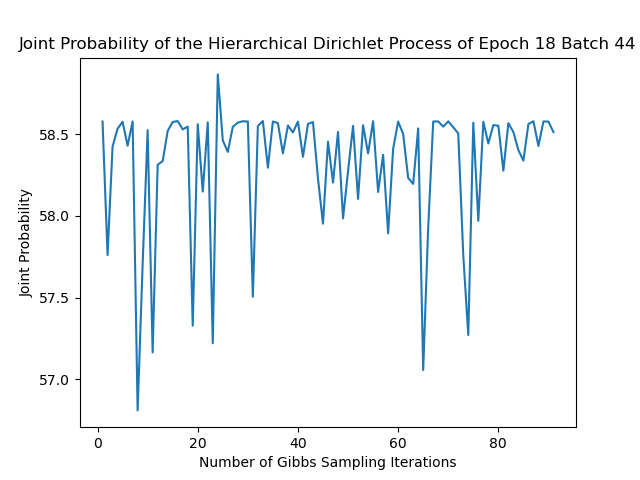 Joint Probability of the Hierarchical Dirichlet Process of Epoch 18 Batch 44
Joint Probability
58.5
58.0
57.5
57.0
0 20 40 60 80
Number of Gibbs Sampling Iterations